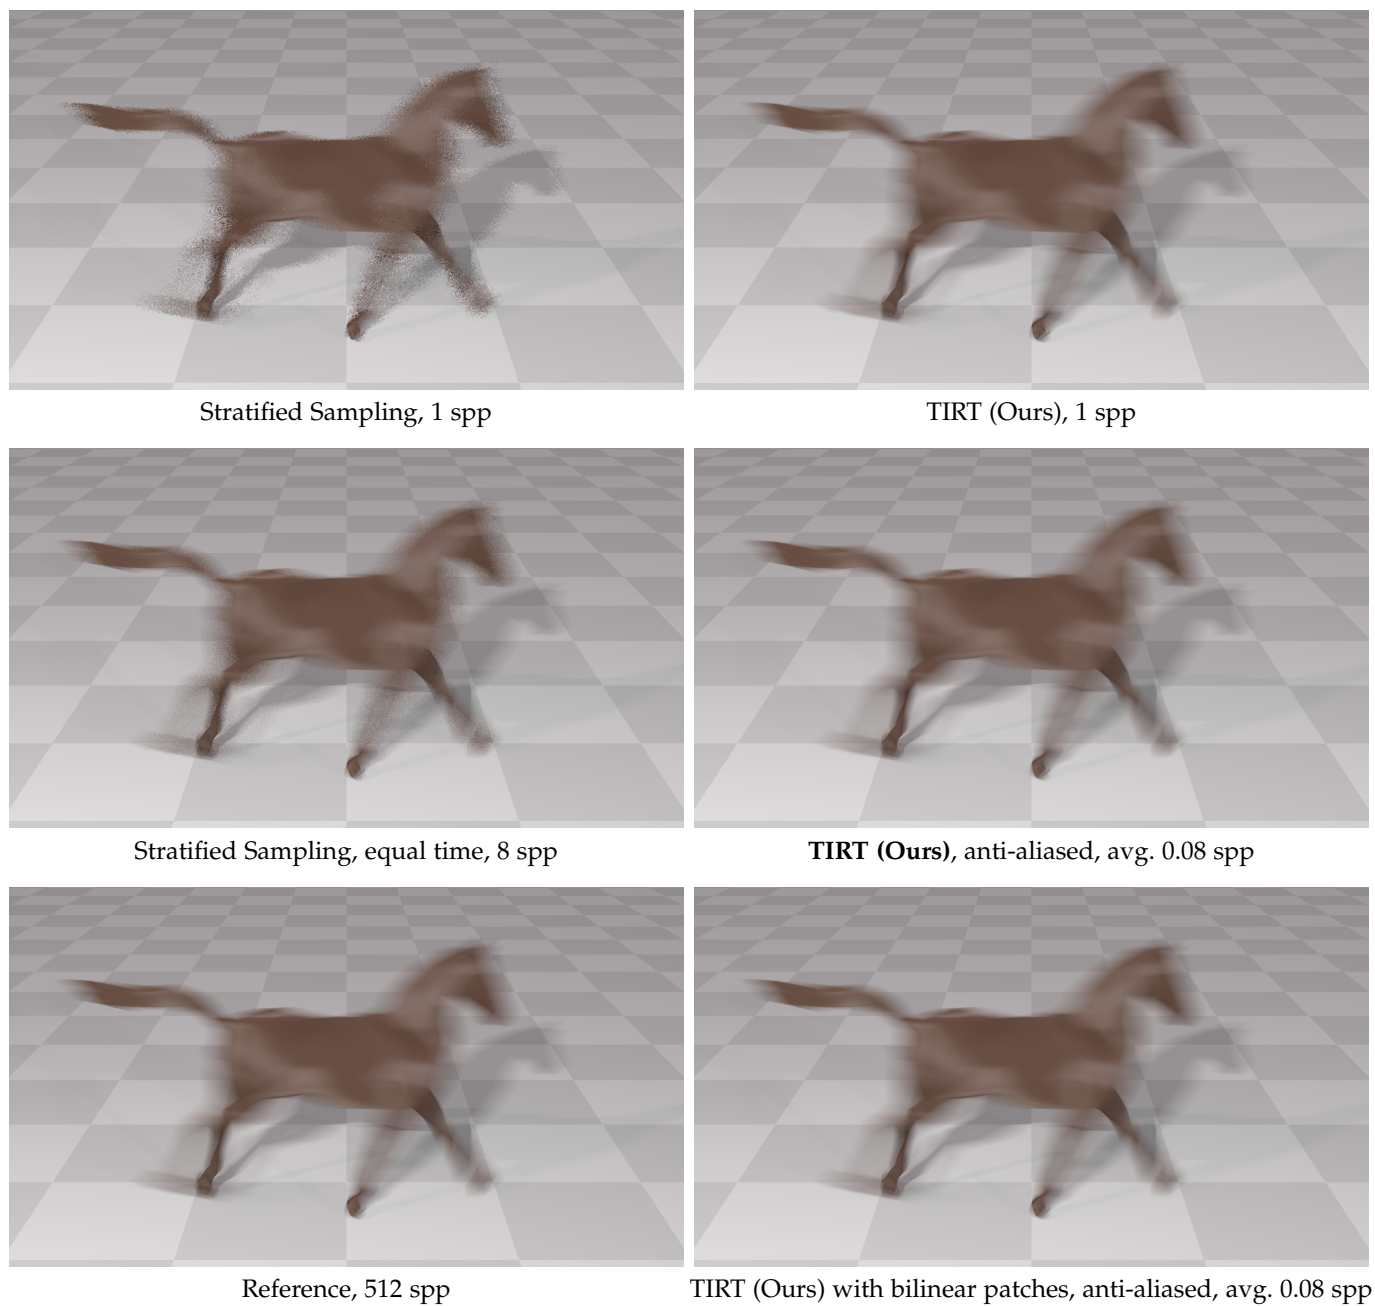 Stratified Sampling, 1 spp
TIRT (Ours), 1 spp
Stratified Sampling, equal time, 8 spp
TIRT (Ours), anti-aliased, avg. 0.08 spp
Reference, 512 spp
TIRT (Ours) with bilinear patches, anti-aliased, avg. 0.08 spp